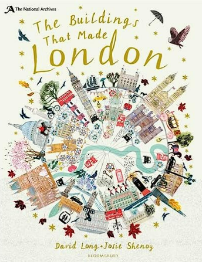 The National Archives
The Buildings
That Made
London
David Long + Josie Shenoy
BLOOMSBURY